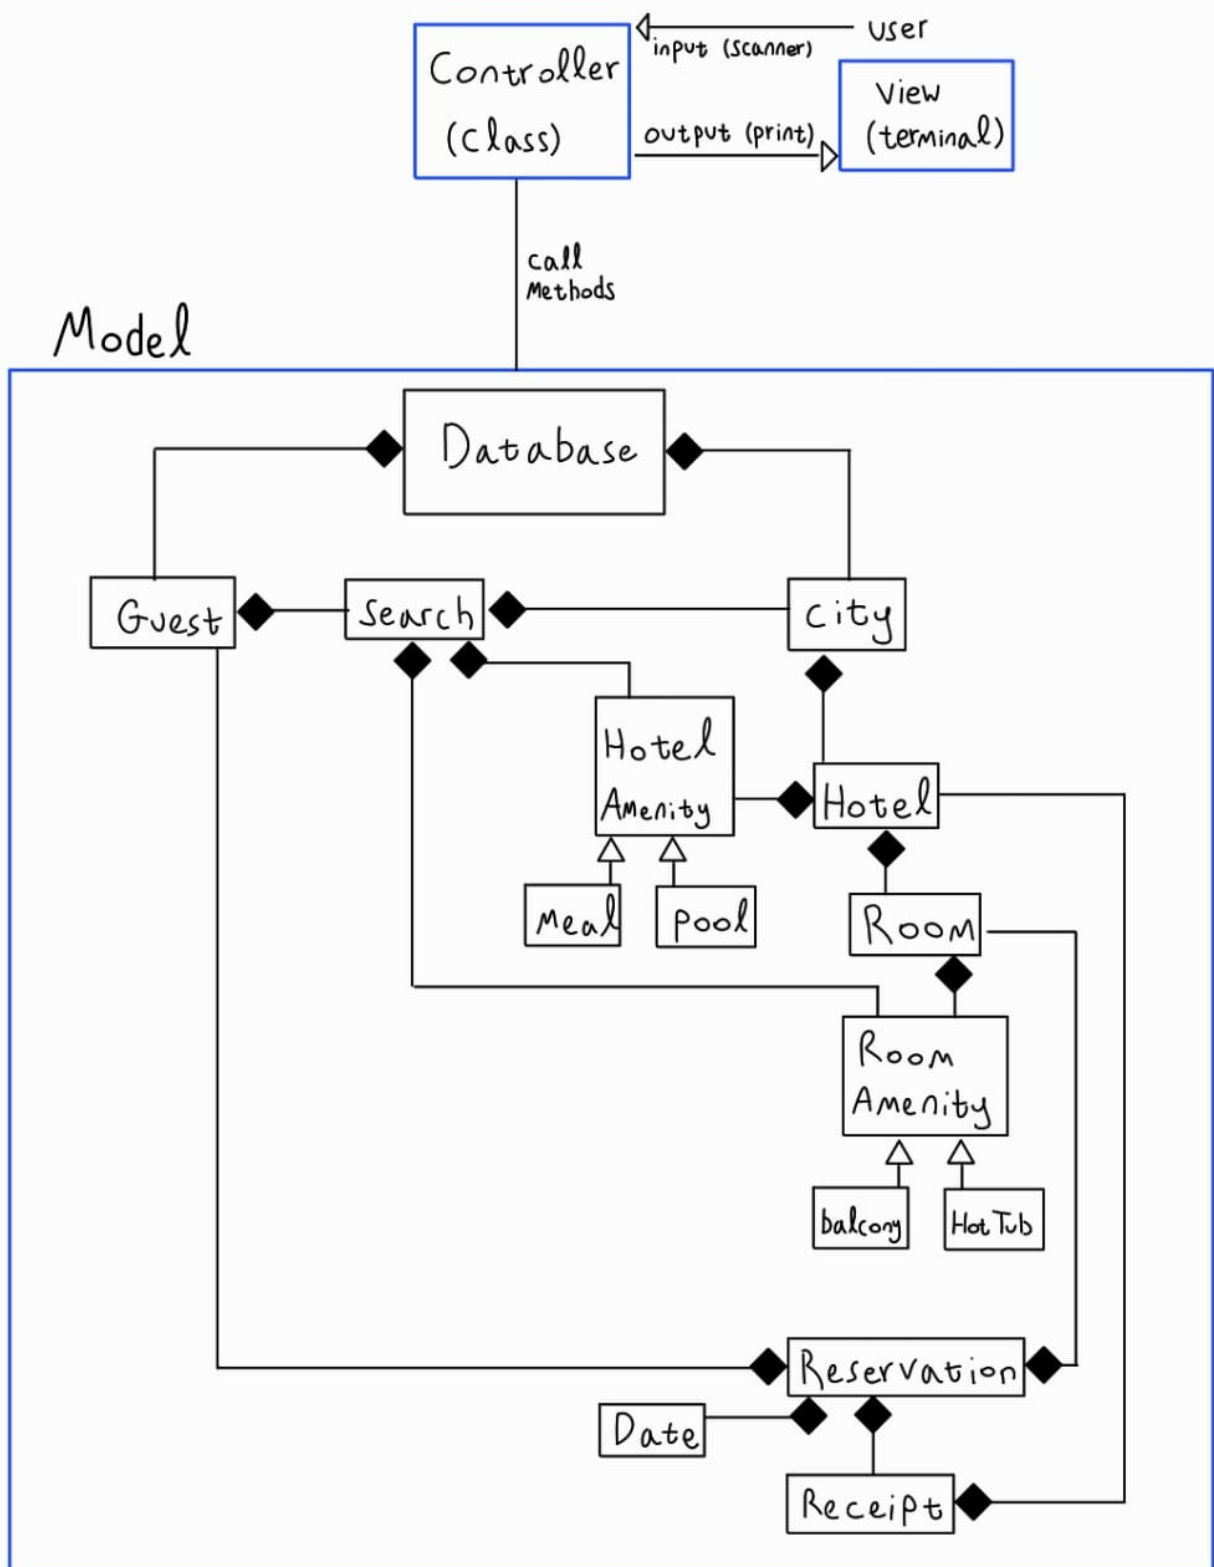 user
input (scanner)
Controller
(Class)
View
(terminal)
output (print)
call
Methods
Model
Database
Guest
Search
city
Hotel
Amenity
Hotel
Meal
Pool
Room
Room
Amenity
balcony
Hot Tub
Reservation
Date
Receipt